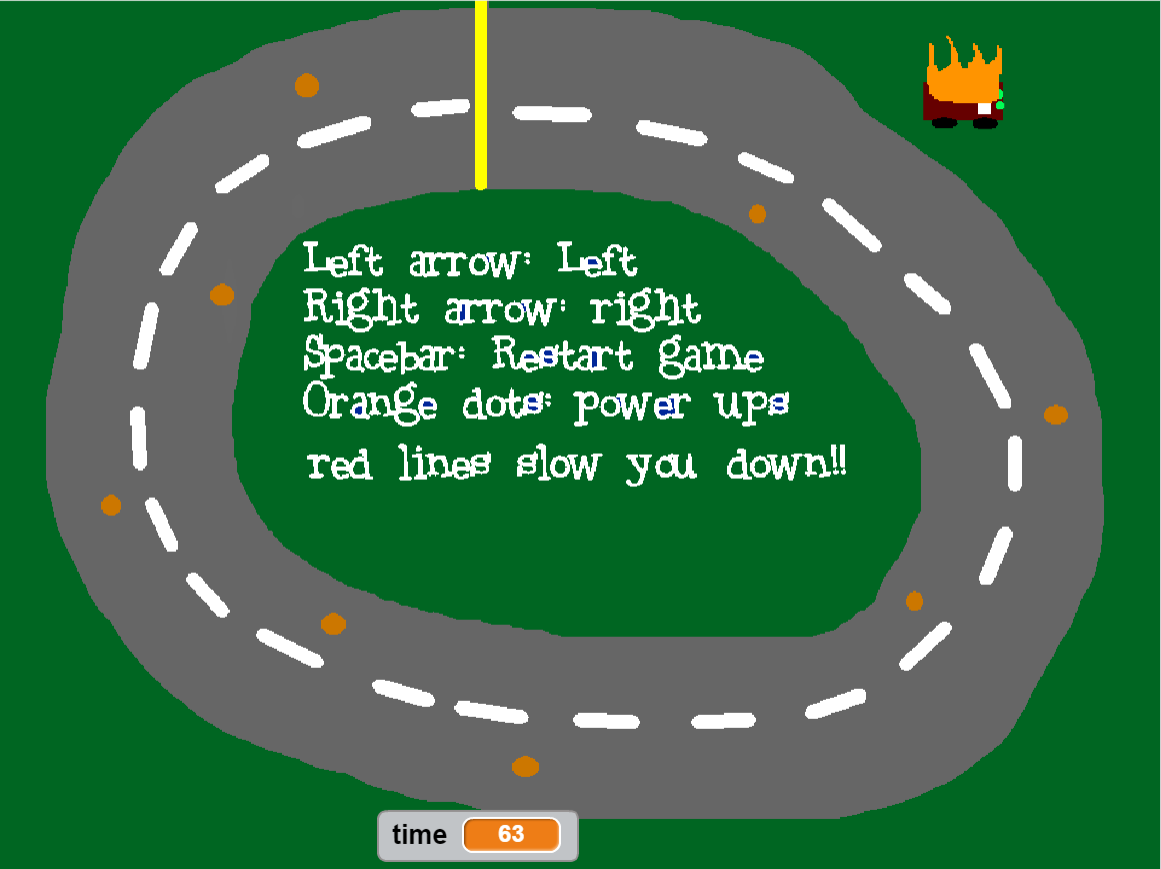 Left arrow: Left
Right arrow: right
Spacebar: Restart game
Orange dots: power ups
red lines slow you down!!
time 63